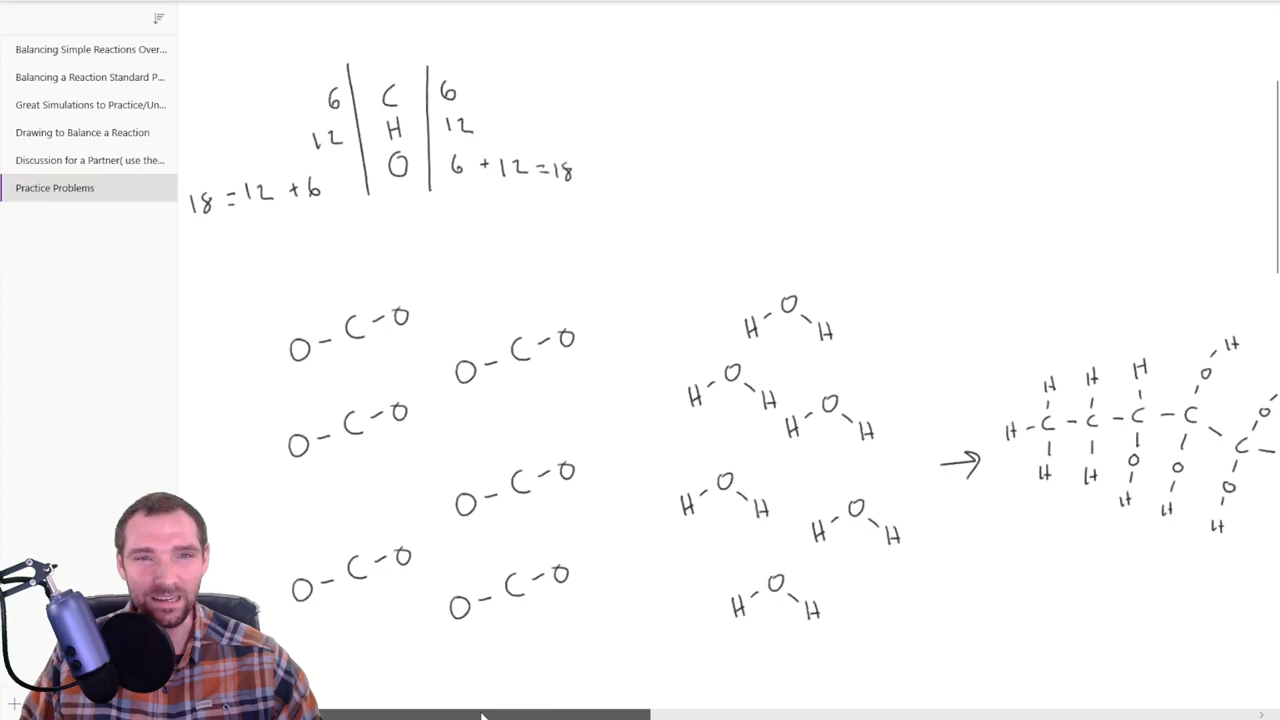 Balancing Simple Reactions Over...
Balancing a Reaction Standard P...
Great Simulations to Practice/Un...
Drawing to Balance a Reaction
Discussion for a Partner( use the...
Practice Problems
6 | C | 6
12 | H | 12
18 = 12 + 6 | O | 6 + 12 = 18
O - C - O
O - C - O
O - C - O
O - C - O
O - C - O
O - C - O
H - O - H
H - O - H
H - O - H
H - O - H
H - O - H
H - O - H
→
H H H O - H
H - C - C - C - C - C -
H H O O O O
H H H